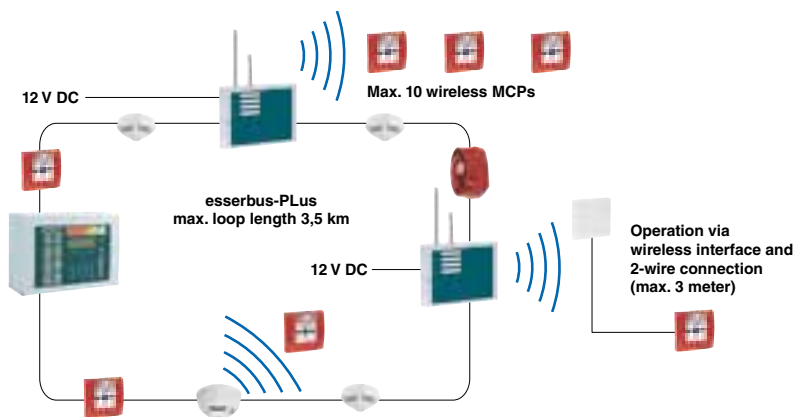 Max. 10 wireless MCPs
12 V DC
esserbus-PLus
max. loop length 3,5 km
Operation via
wireless interface and
2-wire connection
(max. 3 meter)
12 V DC